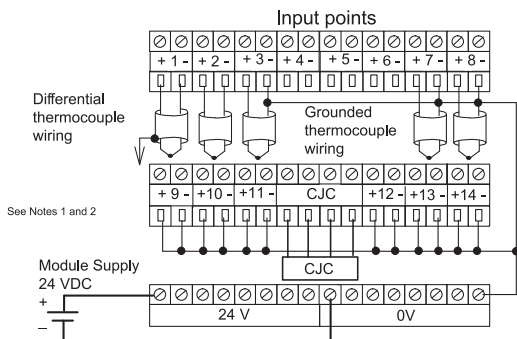 Input points
+ 1 - + 2 - + 3 - + 4 - + 5 - + 6 - + 7 - + 8 -
Differential
thermocouple
wiring
Grounded
thermocouple
wiring
+ 9 - +10 - +11 - CJC +12 - +13 - +14 -
See Notes 1 and 2
CJC
Module Supply
24 VDC
+
–
24 V 0V